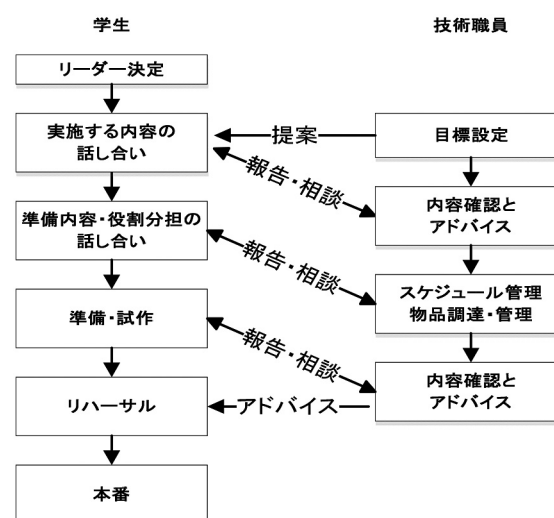 学生
技術職員
リーダー決定
実施する内容の
話し合い
提案
目標設定
報告・相談
内容確認と
アドバイス
準備内容・役割分担の
話し合い
報告・相談
スケジュール管理
物品調達・管理
準備・試作
報告・相談
内容確認と
アドバイス
リハーサル
アドバイス
本番